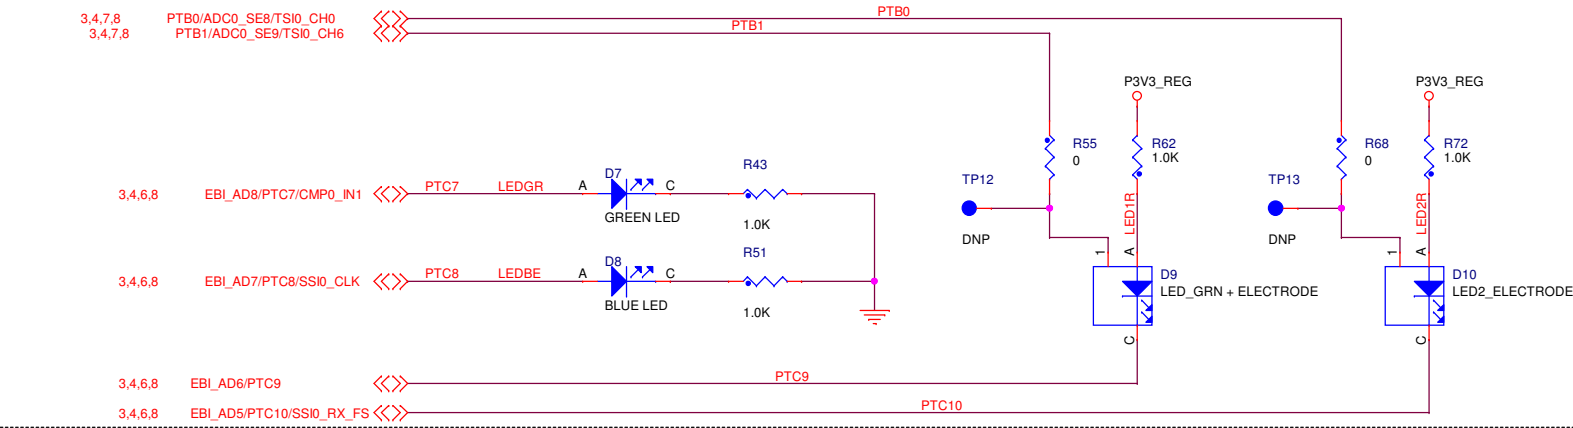 3,4,7,8 PTB0/ADC0_SE8/TSI0_CH0 PTB0
3,4,7,8 PTB1/ADC0_SE9/TSI0_CH6 PTB1
P3V3_REG P3V3_REG
R55 0 R62 1.0K R68 0 R72 1.0K
R43
D7
3,4,6,8 EBI_AD8/PTC7/CMP0_IN1 PTC7 LEDGR A C
GREEN LED
1.0K
TP12 TP13
DNP DNP
LED1R LED2R
1 A 1 A
R51
D8
3,4,6,8 EBI_AD7/PTC8/SSI0_CLK PTC8 LEDBE A C
BLUE LED
1.0K
D9 D10
LED_GRN + ELECTRODE LED2_ELECTRODE
C C
3,4,6,8 EBI_AD6/PTC9 PTC9
3,4,6,8 EBI_AD5/PTC10/SSI0_RX_FS PTC10